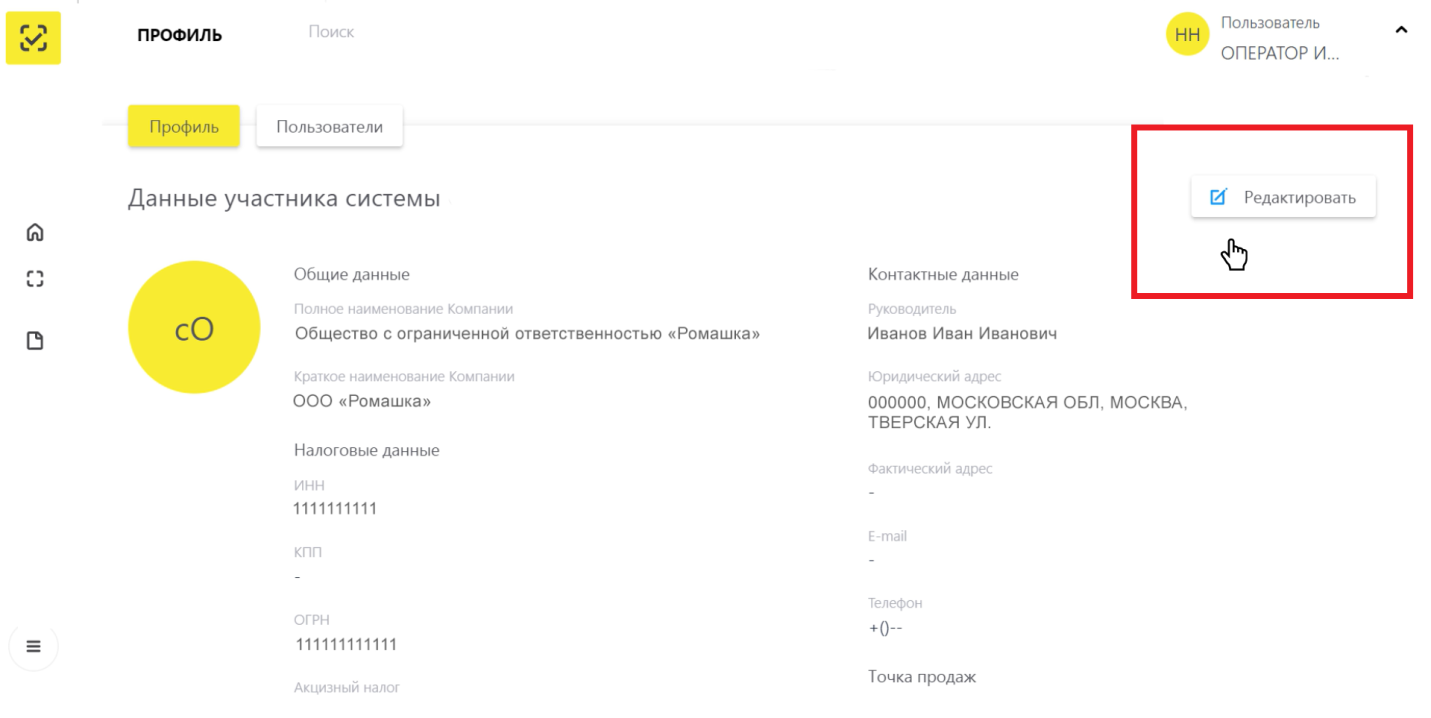 ПРОФИЛЬ
Поиск
НН
Пользователь
ОПЕРАТОР И...
Профиль
Пользователи
Данные участника системы
Редактировать
сО
Общие данные
Полное наименование Компании
Общество с ограниченной ответственностью «Ромашка»
Краткое наименование Компании
ООО «Ромашка»
Налоговые данные
ИНН
1111111111
КПП
-
ОГРН
111111111111
Акцизный налог
Контактные данные
Руководитель
Иванов Иван Иванович
Юридический адрес
000000, МОСКОВСКАЯ ОБЛ, МОСКВА,
ТВЕРСКАЯ УЛ.
Фактический адрес
-
E-mail
-
Телефон
+()--
Точка продаж